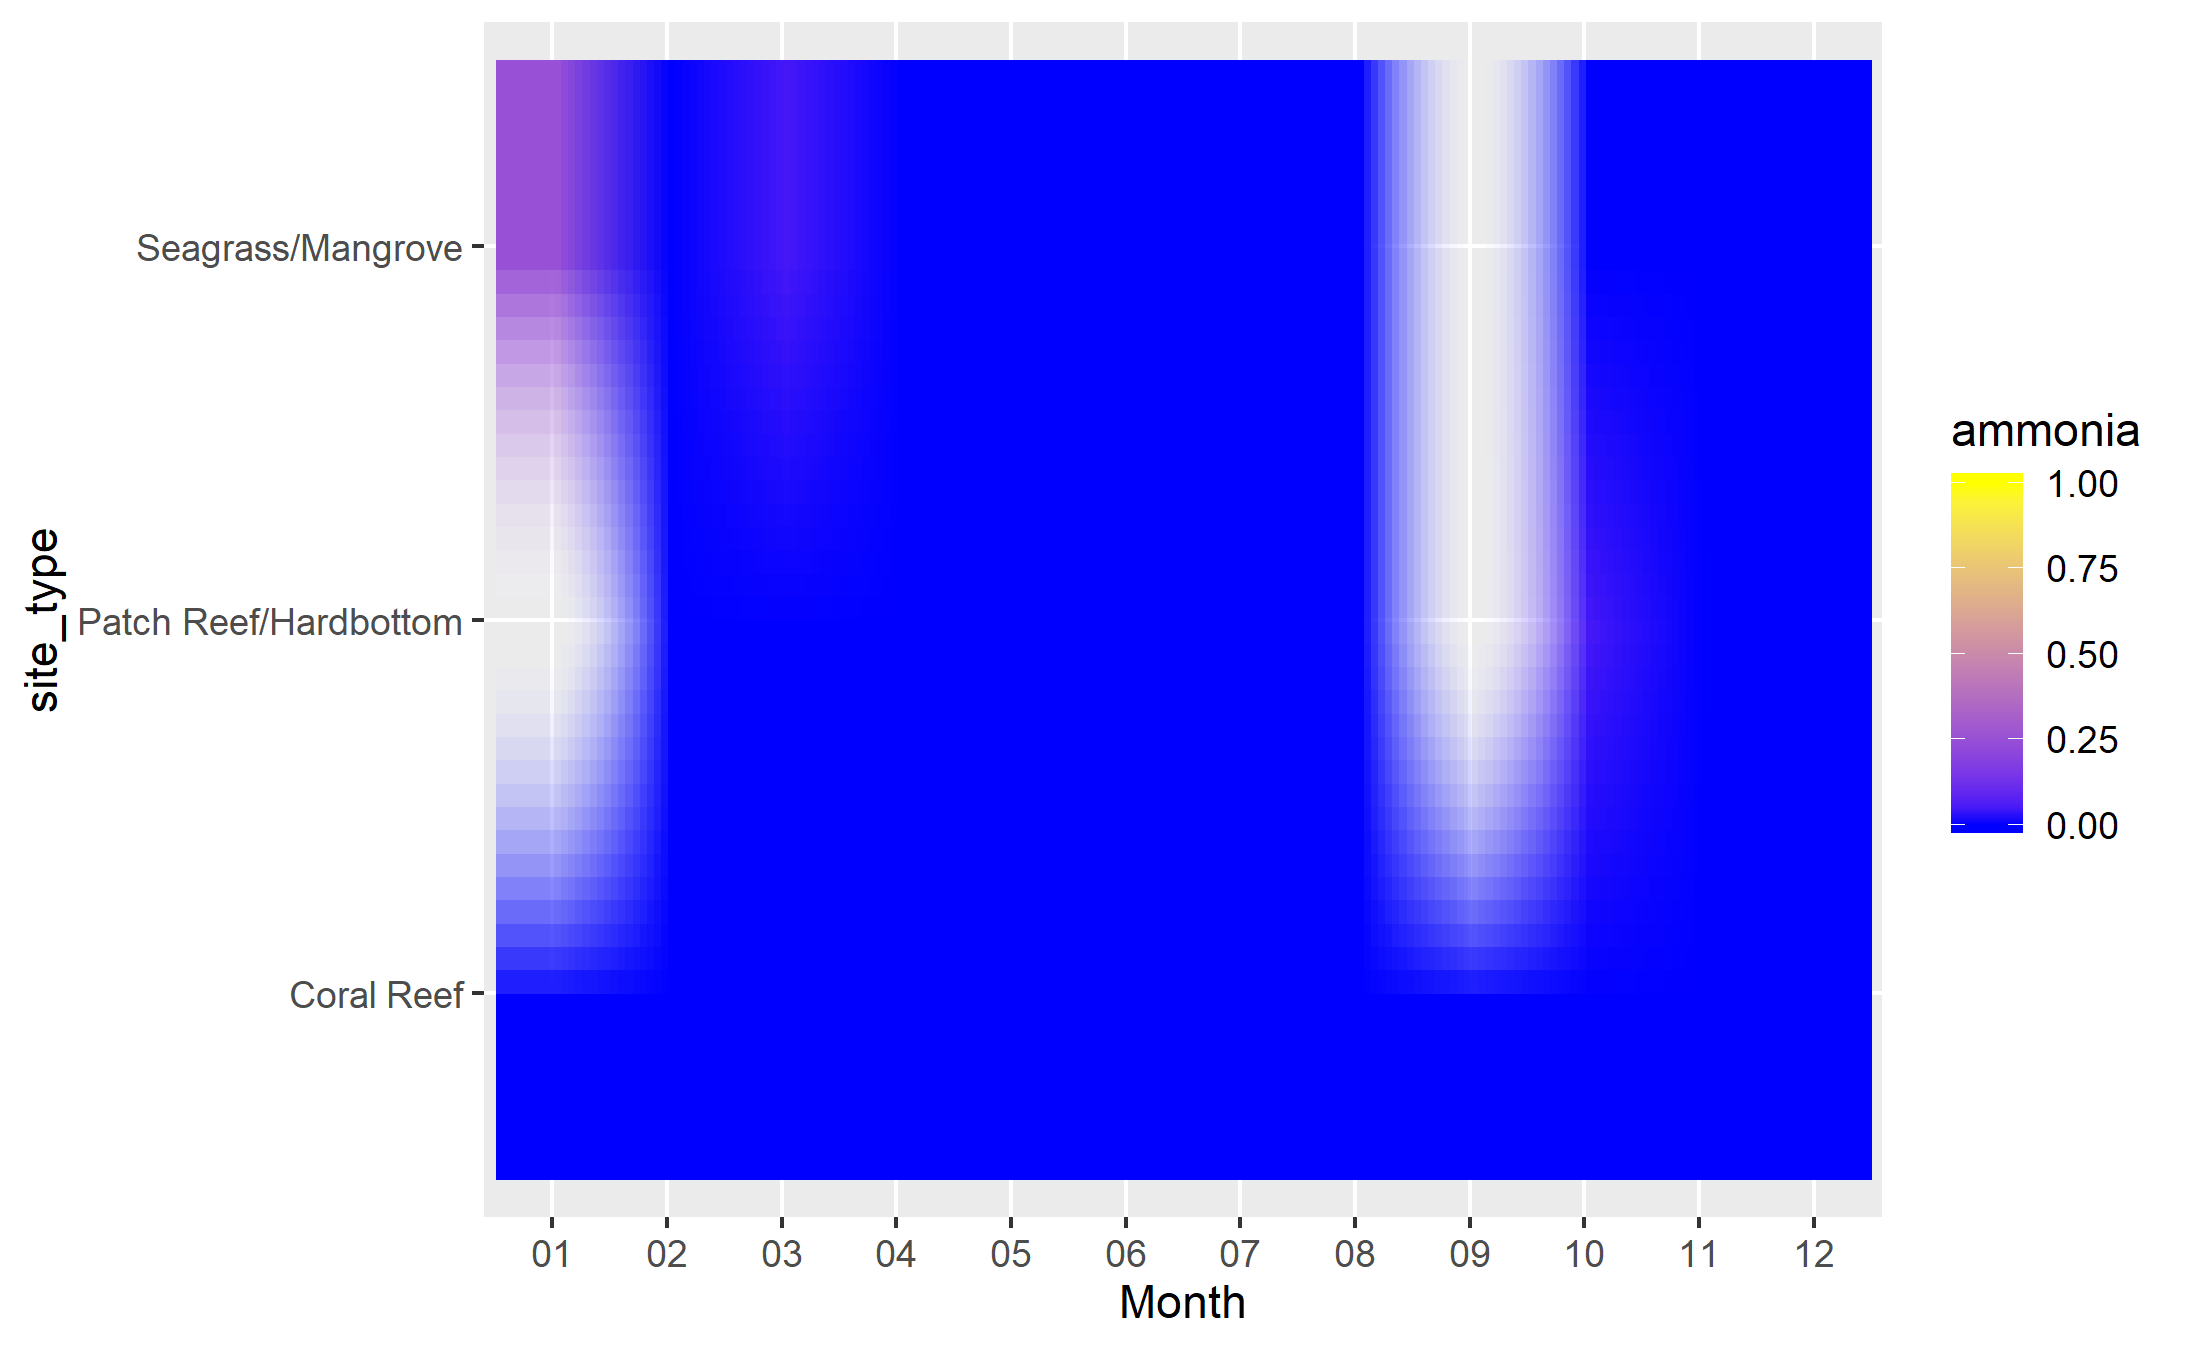 site_type
Seagrass/Mangrove
Patch Reef/Hardbottom
Coral Reef
01 02 03 04 05 06 07 08 09 10 11 12
Month
ammonia
1.00
0.75
0.50
0.25
0.00